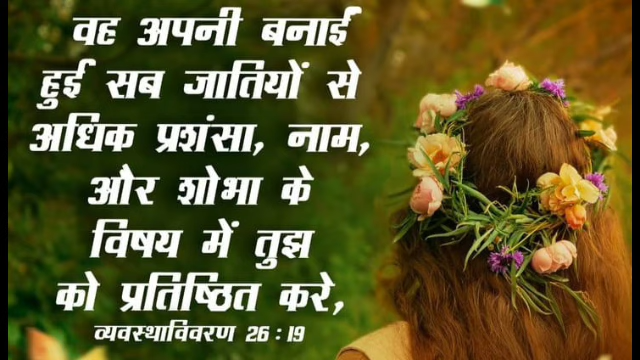 वह अपनी बनाई
हुई सब जातियों से
अधिक प्रशंसा, नाम,
और शोभा के
विषय में तुझ
को प्रतिष्ठित करे,
व्यवस्थाविवरण 26 : 19